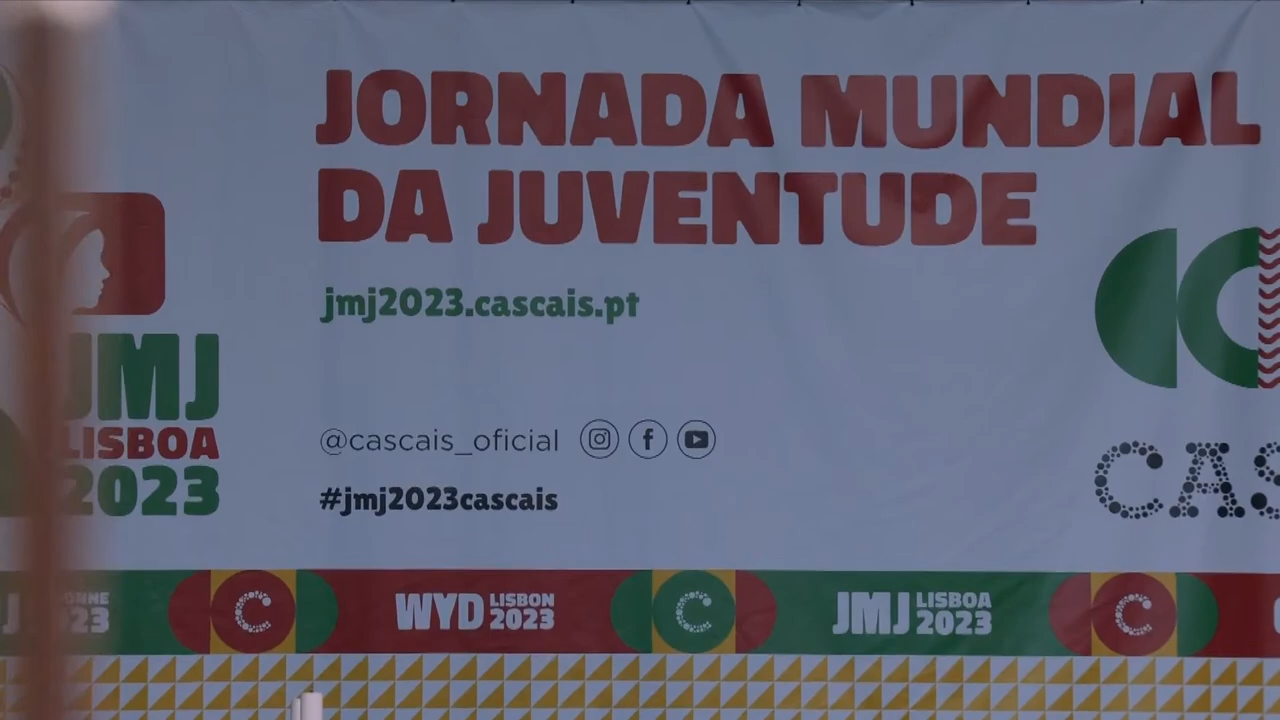 JORNADA MUNDIAL
DA JUVENTUDE
jmj2023.cascais.pt
@cascais_oficial
#jmj2023cascais
JMJ
LISBOA
2023
C
WYD LISBON
2023
C
JMJ LISBOA
2023
C